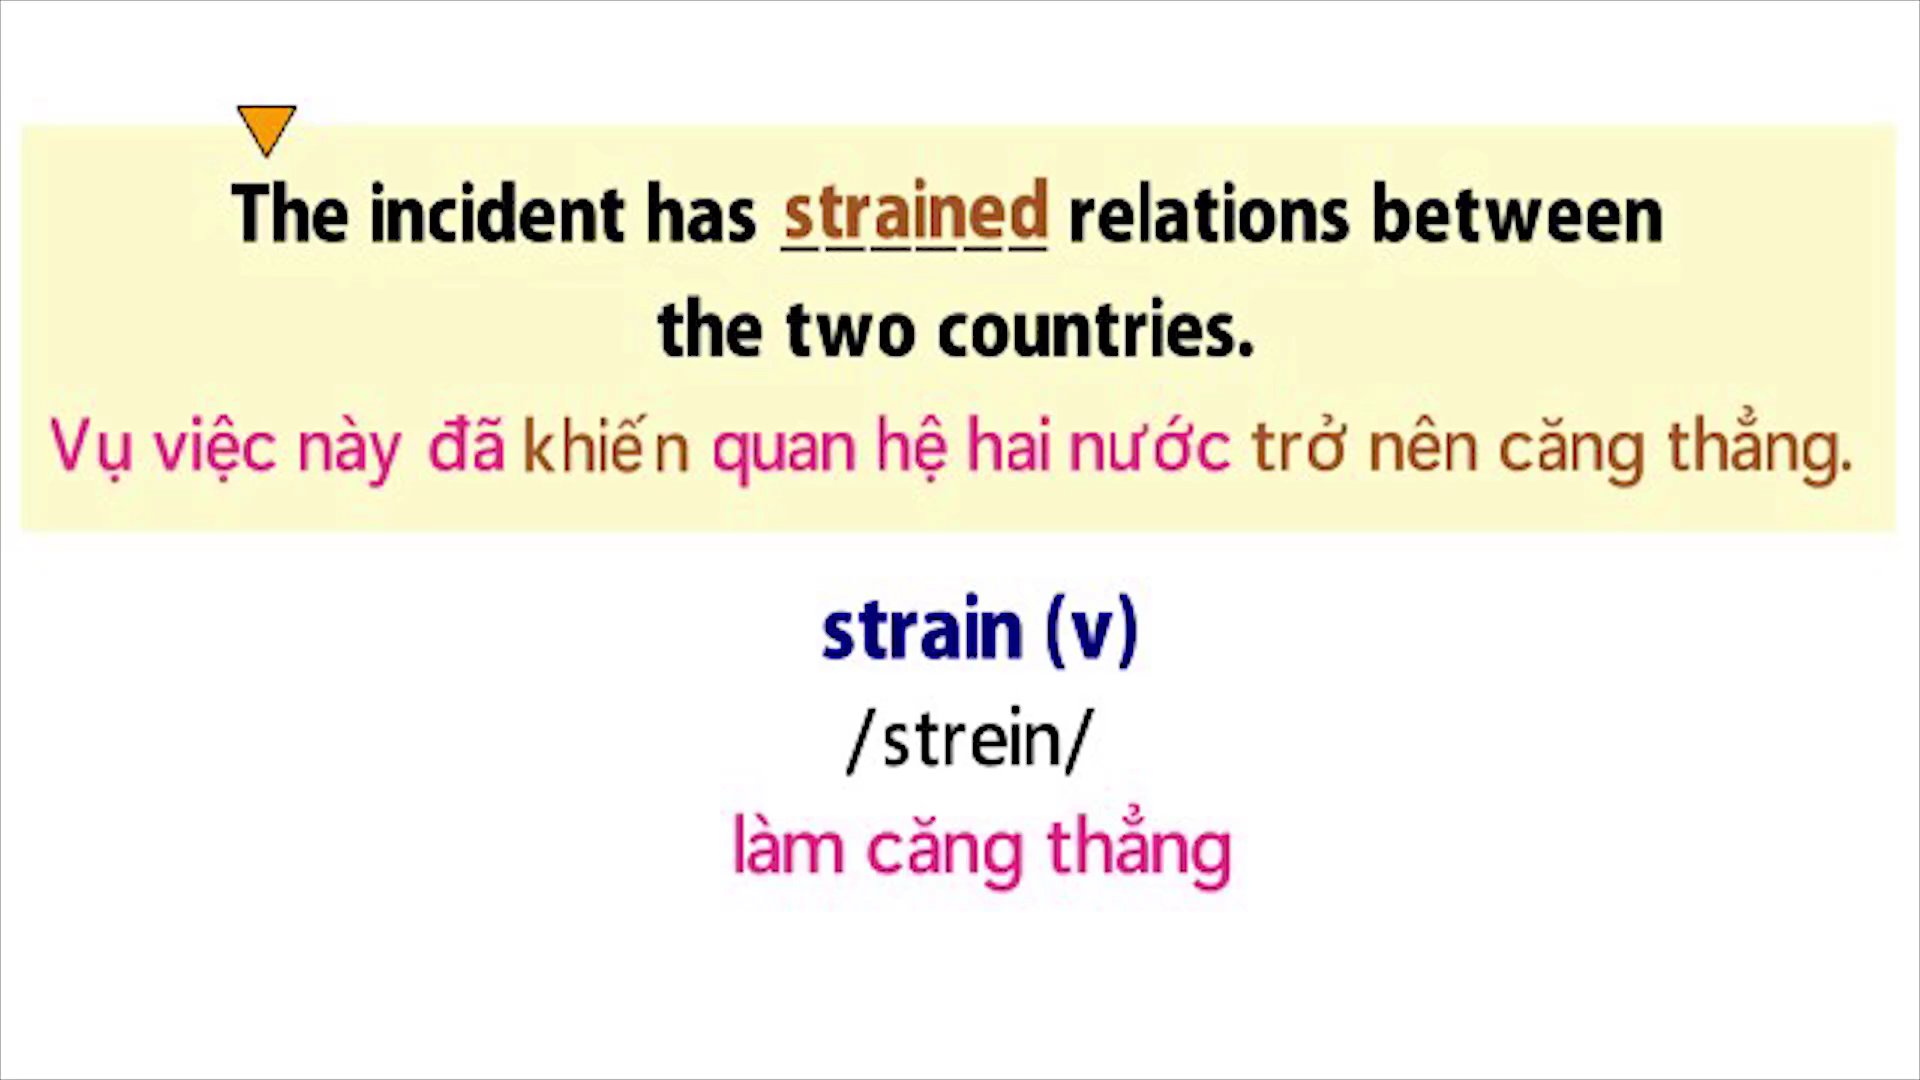 The incident has strained relations between
the two countries.
Vụ việc này đã khiến quan hệ hai nước trở nên căng thẳng.
strain (v)
/strein/
làm căng thẳng